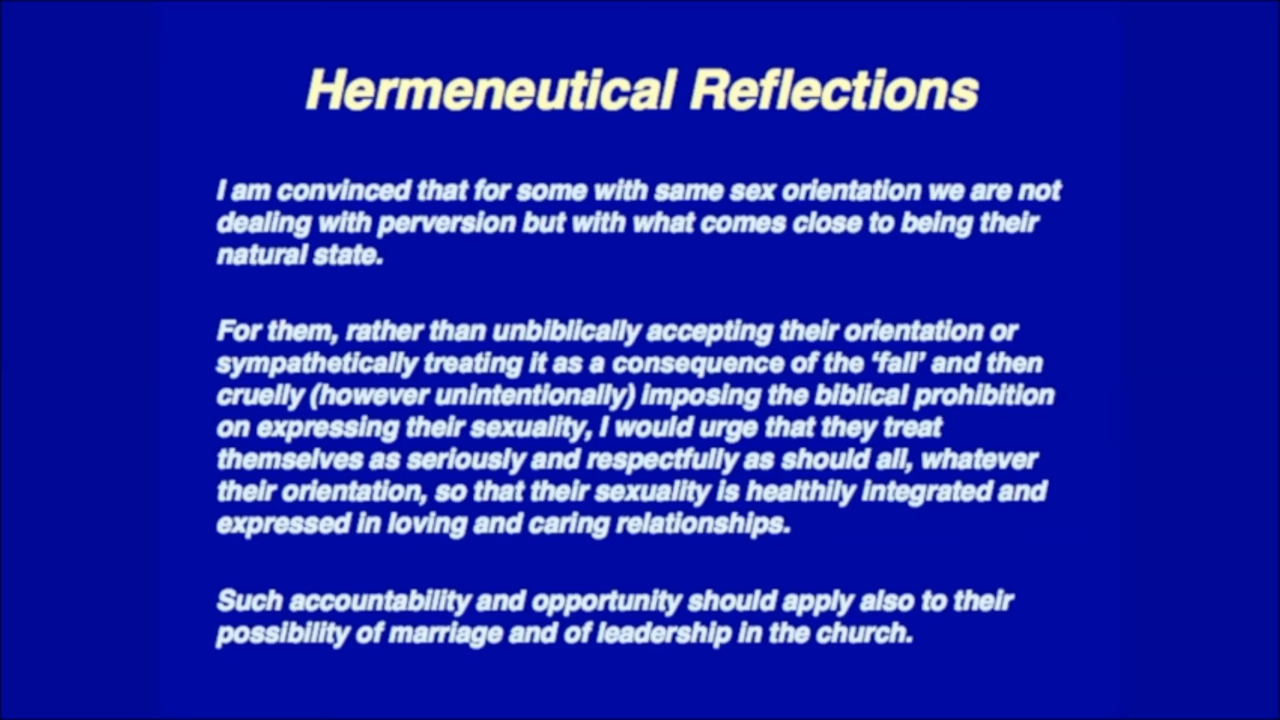 Hermeneutical Reflections
I am convinced that for some with same sex orientation we are not
dealing with perversion but with what comes close to being their
natural state.
For them, rather than unbiblically accepting their orientation or
sympathetically treating it as a consequence of the ‘fall’ and then
cruelly (however unintentionally) imposing the biblical prohibition
on expressing their sexuality, I would urge that they treat
themselves as seriously and respectfully as should all, whatever
their orientation, so that their sexuality is healthily integrated and
expressed in loving and caring relationships.
Such accountability and opportunity should apply also to their
possibility of marriage and of leadership in the church.